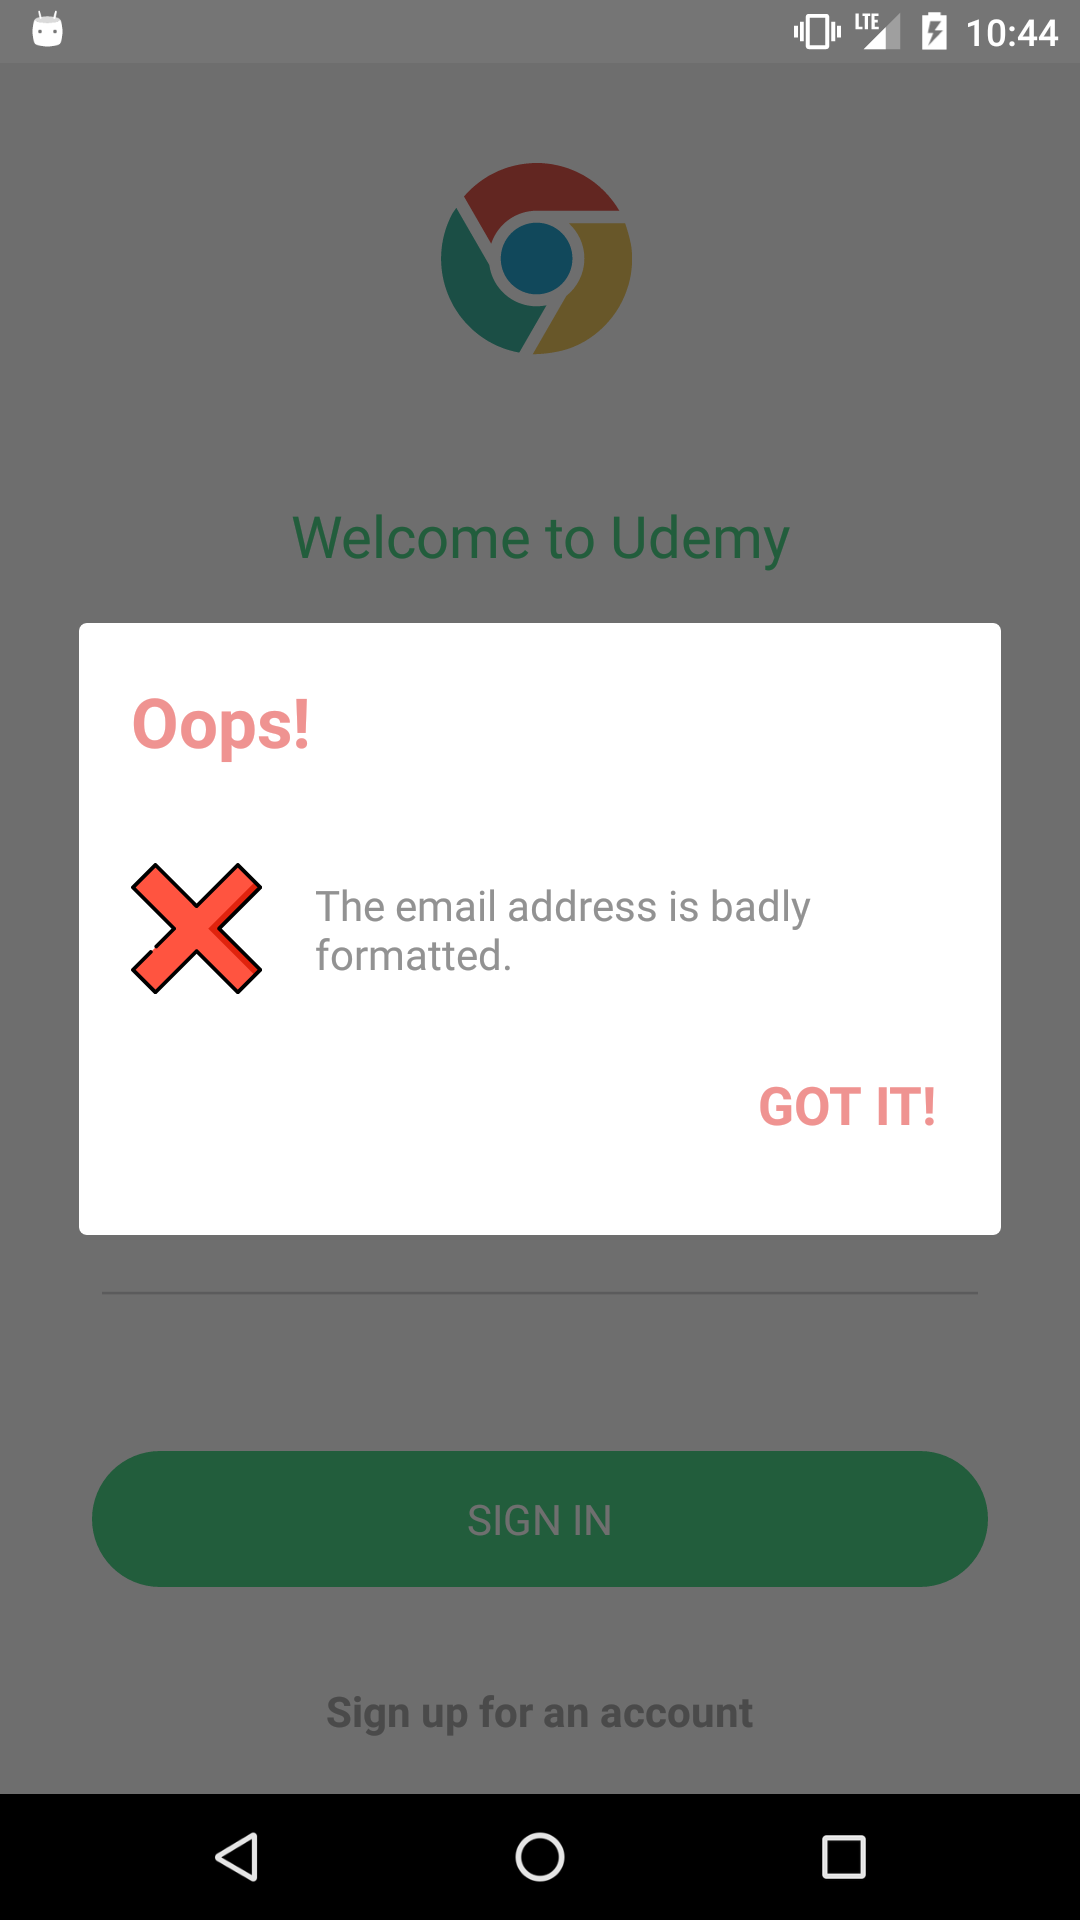 LTE 10:44
Welcome to Udemy
Oops!
The email address is badly
formatted.
GOT IT!
SIGN IN
Sign up for an account